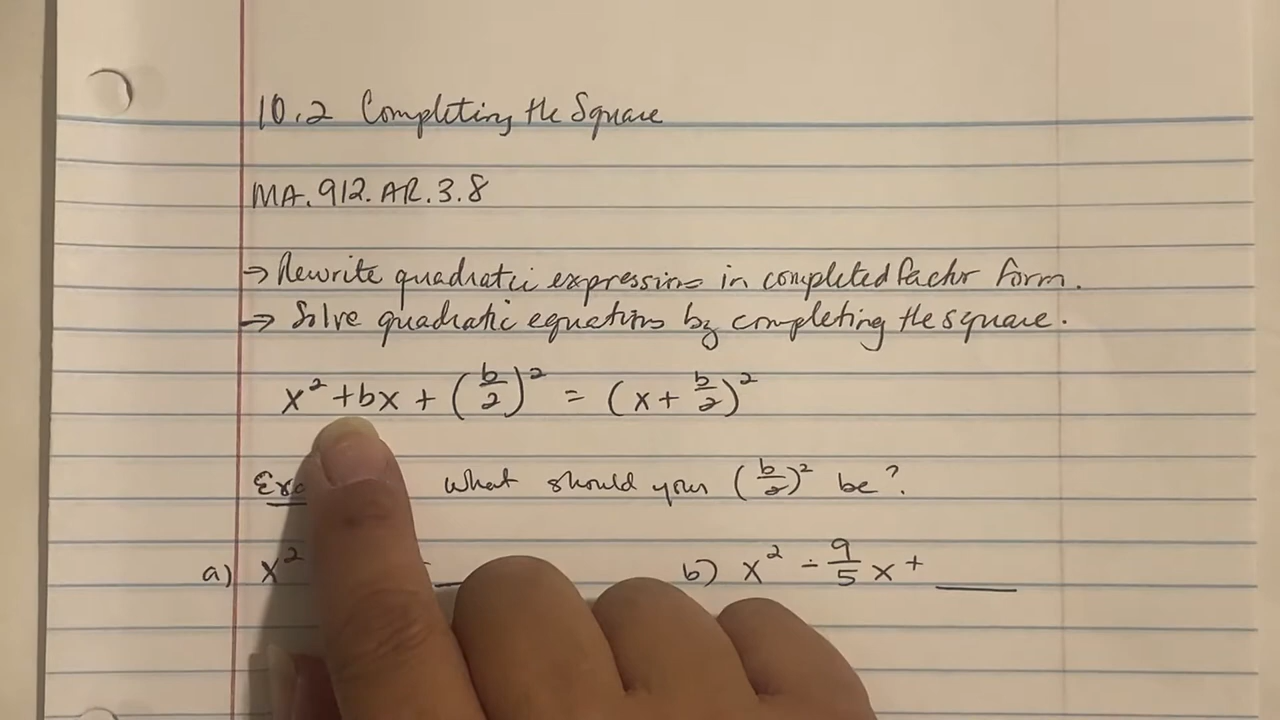 10.2 Completing the Square
MA.912.AR.3.8
→ Rewrite quadratic expressions in completed factor form.
→ Solve quadratic equations by completing the square.
x² + bx + (b/2)² = (x + b/2)²
What should your (b/2)² be?
a) x²
b) x² - 9/5 x + ____